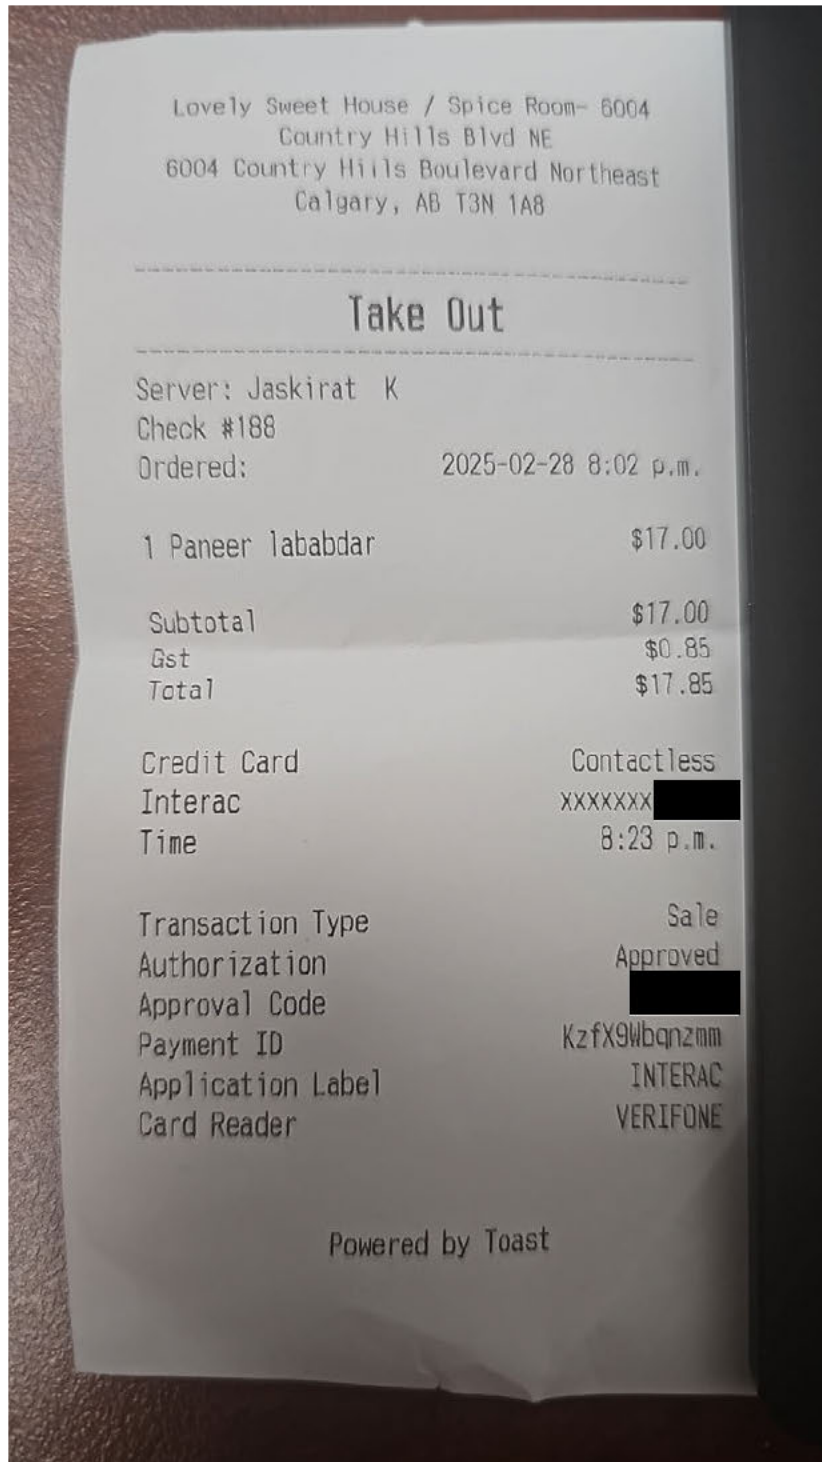 Lovely Sweet House / Spice Room- 6004
Country Hills Blvd NE
6004 Country Hills Boulevard Northeast
Calgary, AB T3N 1A8
Take Out
Server: Jaskirat K
Check #188
Ordered: 2025-02-28 8:02 p.m.
1 Paneer lababdar $17.00
Subtotal $17.00
Gst $0.85
Total $17.85
Credit Card Contactless
Interac XXXXXXX
Time 8:23 p.m.
Transaction Type Sale
Authorization Approved
Approval Code
Payment ID KzfX9Wbqnzmm
Application Label INTERAC
Card Reader VERIFONE
Powered by Toast